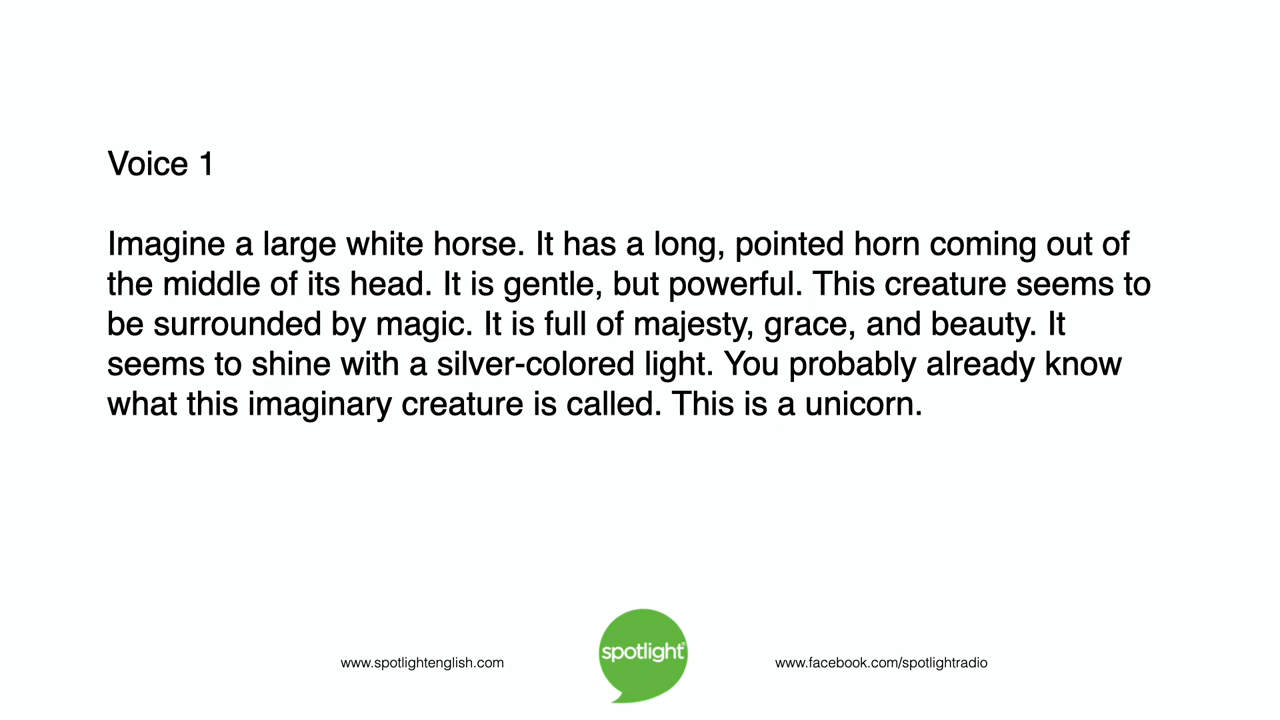 Voice 1
Imagine a large white horse. It has a long, pointed horn coming out of
the middle of its head. It is gentle, but powerful. This creature seems to
be surrounded by magic. It is full of majesty, grace, and beauty. It
seems to shine with a silver-colored light. You probably already know
what this imaginary creature is called. This is a unicorn.
www.spotlightenglish.com
spotlight®
www.facebook.com/spotlightradio